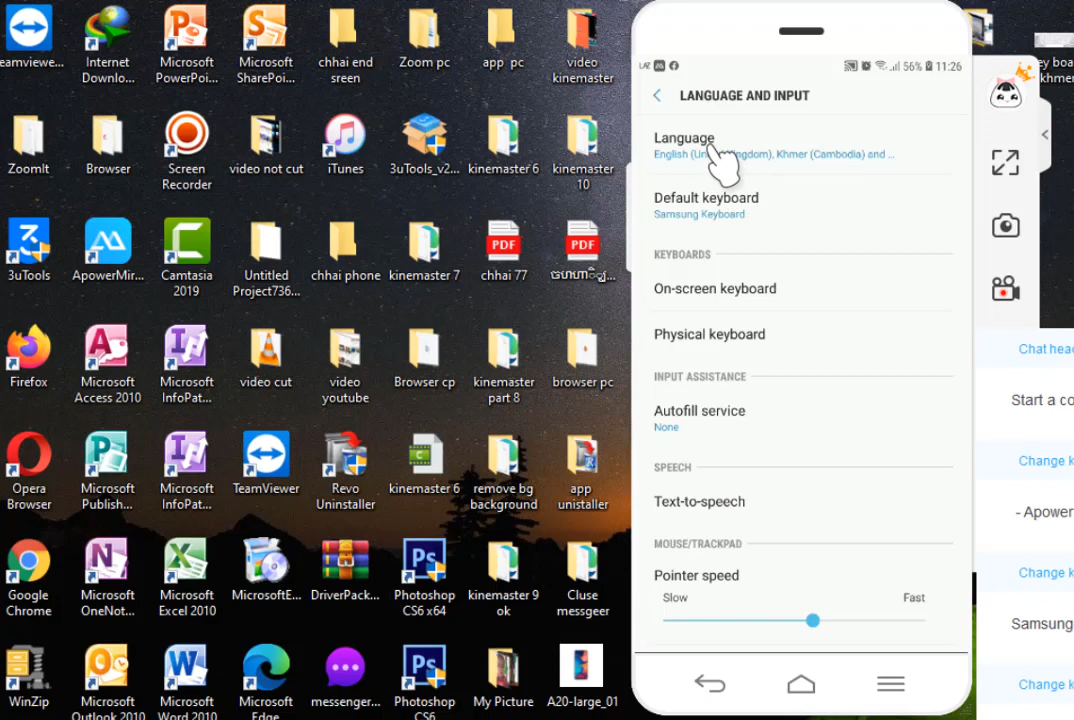 eamviewe...
Internet
Downlo...
Microsoft
PowerPoi...
Microsoft
SharePoi...
chhai end
sreen
Zoom pc
app pc
video
kinemaster
ZoomIt
Browser
Screen
Recorder
video not cut
iTunes
3uTools_v2...
kinemaster 6
kinemaster
10
3uTools
ApowerMir...
Camtasia
2019
Untitled
Project736...
chhai phone
kinemaster 7
PDF
chhai 77
PDF
Firefox
Microsoft
Access 2010
Microsoft
InfoPat...
video cut
video
youtube
Browser cp
kinemaster
part 8
browser pc
Opera
Browser
Microsoft
Publish...
Microsoft
InfoPat...
TeamViewer
Revo
Uninstaller
kinemaster 6
remove bg
background
app
unistaller
Google
Chrome
Microsoft
OneNot...
Microsoft
Excel 2010
MicrosoftE...
DriverPack...
Photoshop
CS6 x64
kinemaster 9
ok
Cluse
messgeer
WinZip
Microsoft
Outlook 2010
Microsoft
Word 2010
Microsoft
Edge
messenger...
Photoshop
CS6
My Picture
A20-large_01
56% 11:26
LANGUAGE AND INPUT
Language
Khmer (Cambodia) and ...
Default keyboard
Samsung Keyboard
KEYBOARDS
On-screen keyboard
Physical keyboard
INPUT ASSISTANCE
Autofill service
None
SPEECH
Text-to-speech
MOUSE/TRACKPAD
Pointer speed
Slow Fast
ey boa
khmer
Chat hea
Start a co
Change k
- Apower
Change k
Samsung
Change k